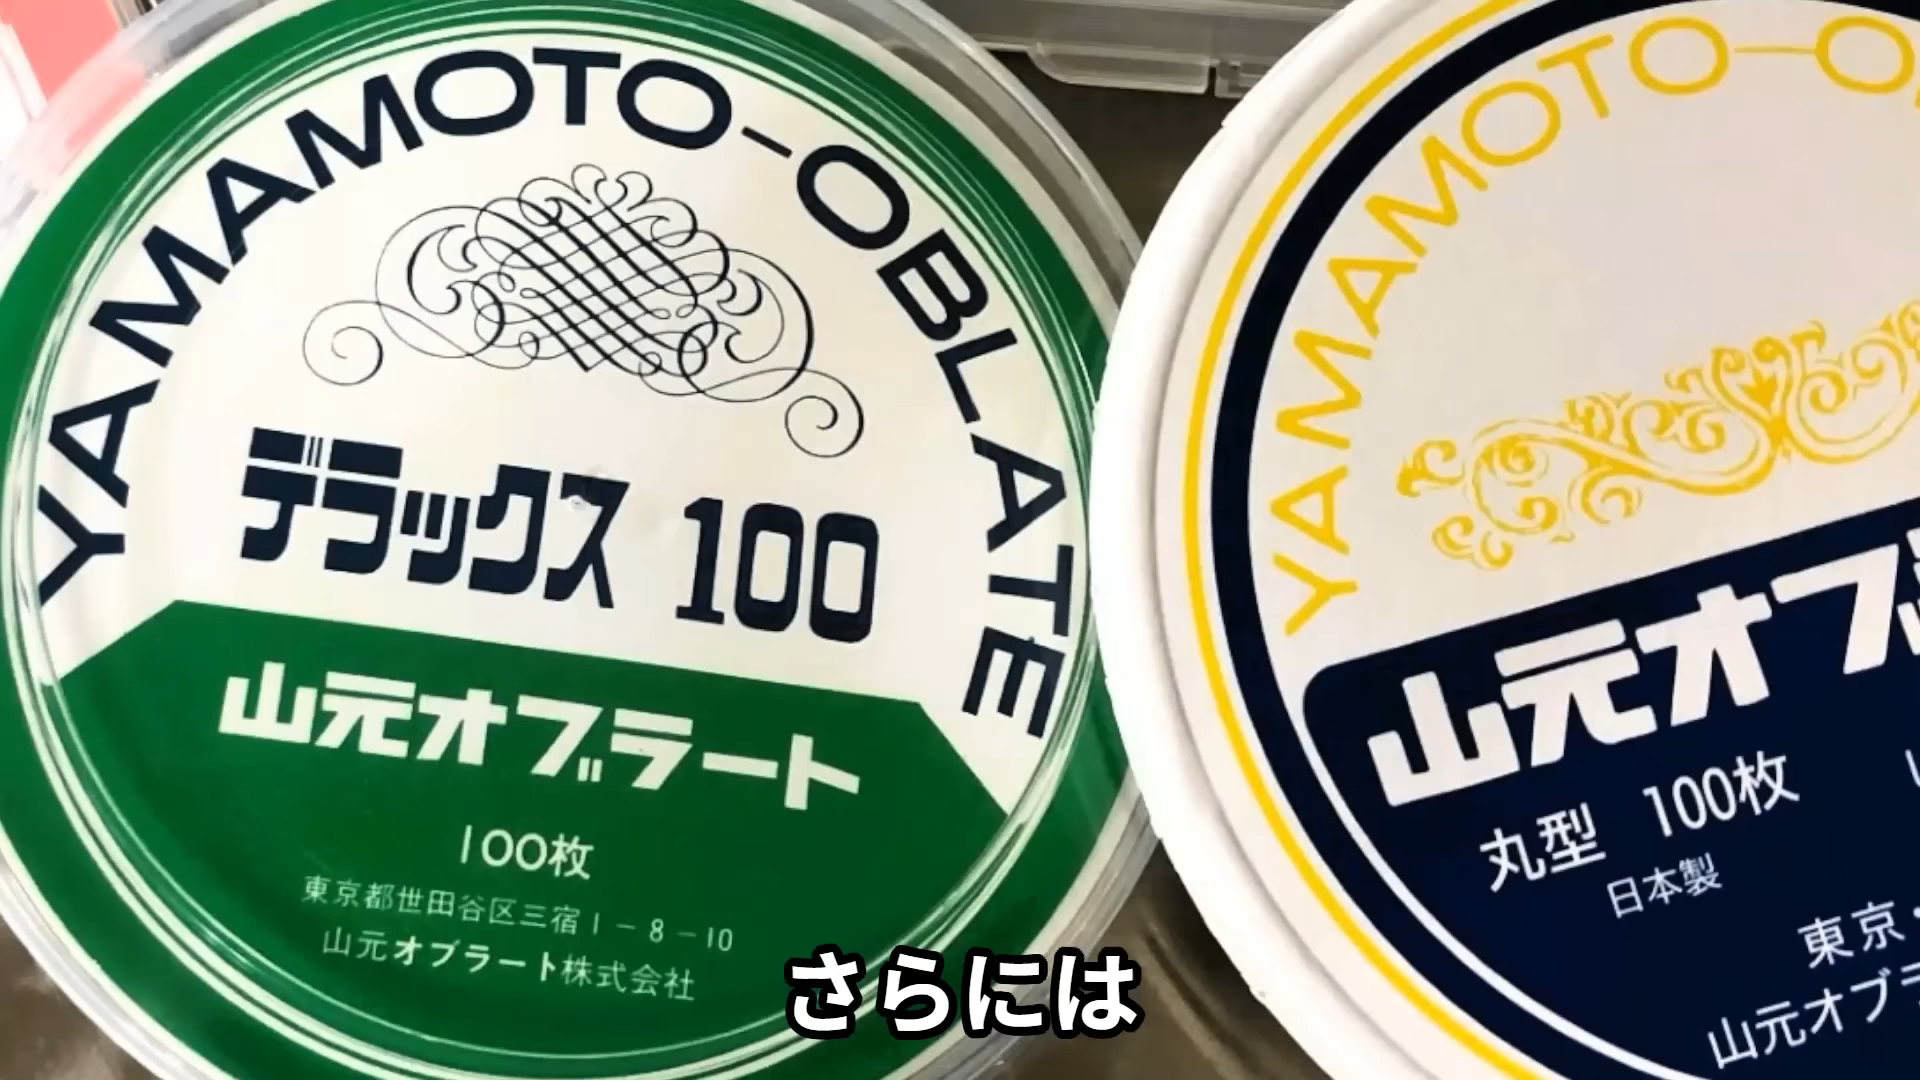 YAMAMOTO-OBLATE
デラックス 100
山元オブラート
100枚
東京都世田谷区三宿1-8-10
山元オブラート株式会社
YAMAMOTO-O
山元オブ
丸型 100枚
日本製
東京・
山元オブラ
さらには